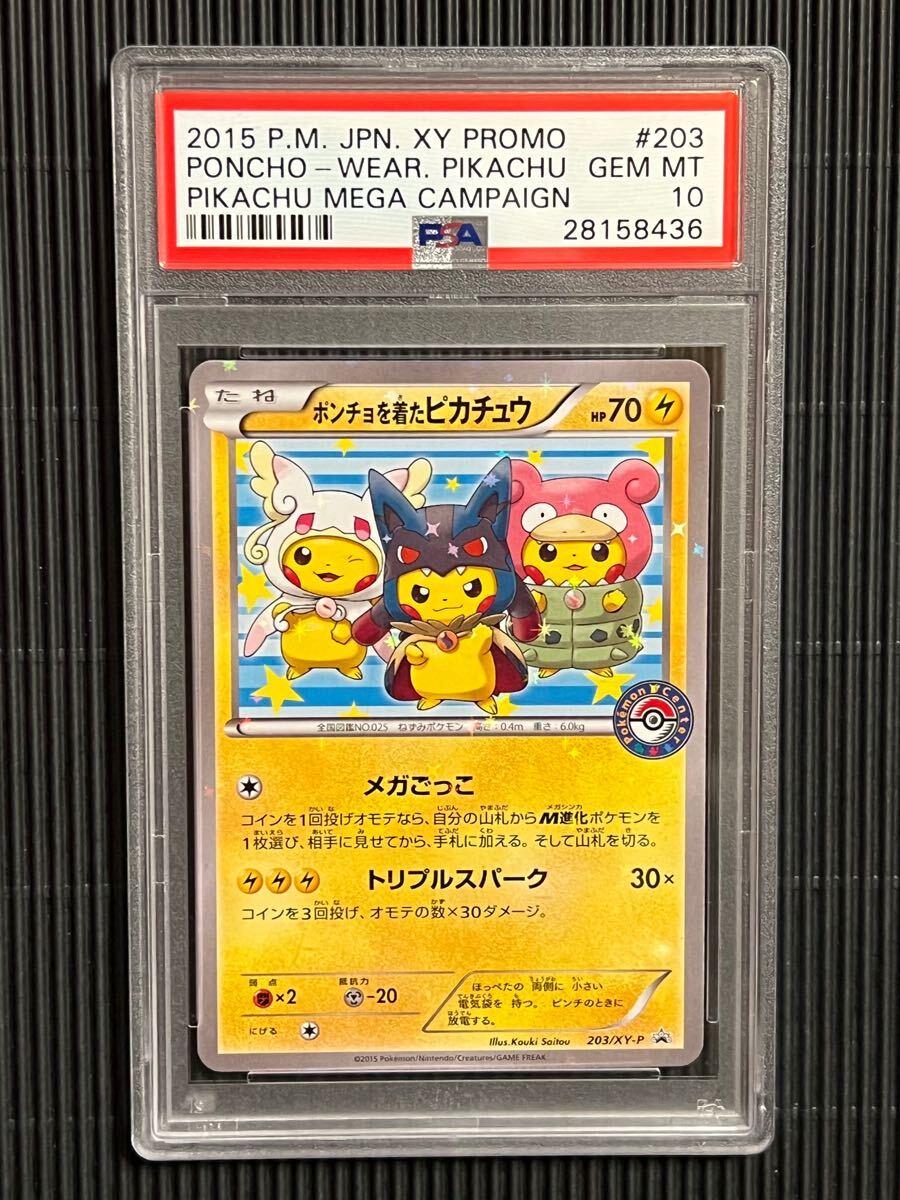 2015 P.M. JPN. XY PROMO #203
PONCHO-WEAR. PIKACHU GEM MT
PIKACHU MEGA CAMPAIGN 10
PSA 28158436
たね
ポンチョを着たピカチュウ HP70
Pokémon Center
全国図鑑NO.025 ねずみポケモン 高さ:0.4m 重さ:6.0kg
メガごっこ
コインを1回投げオモテなら、自分の山札からM進化ポケモンを
1枚選び、相手に見せてから、手札に加える。そして山札を切る。
トリプルスパーク 30×
コインを3回投げ、オモテの数×30ダメージ。
弱点 抵抗力
×2 -20
にげる
ほっぺたの 両側に 小さい
電気袋を 持つ。 ピンチのときに
放電する。
Illus.Kouki Saitou 203/XY-P
©2015 Pokémon/Nintendo/Creatures/GAME FREAK